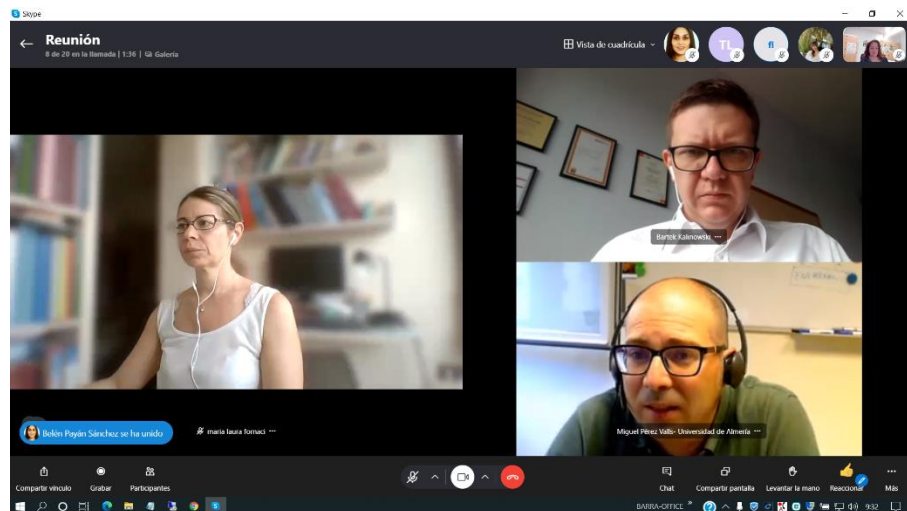 Skype
Reunión
8 de 20 en la llamada | 1:36 | Galería
Vista de cuadrícula
TL
fl
Bartek Kalinowski
Belén Payán Sánchez se ha unido
maria laura fornaci
Miguel Pérez Valls- Universidad de Almería
Compartir vínculo
Grabar
Participantes
Chat
Compartir pantalla
Levantar la mano
Reaccionar
Más
BARRA-OFFICE
9:32